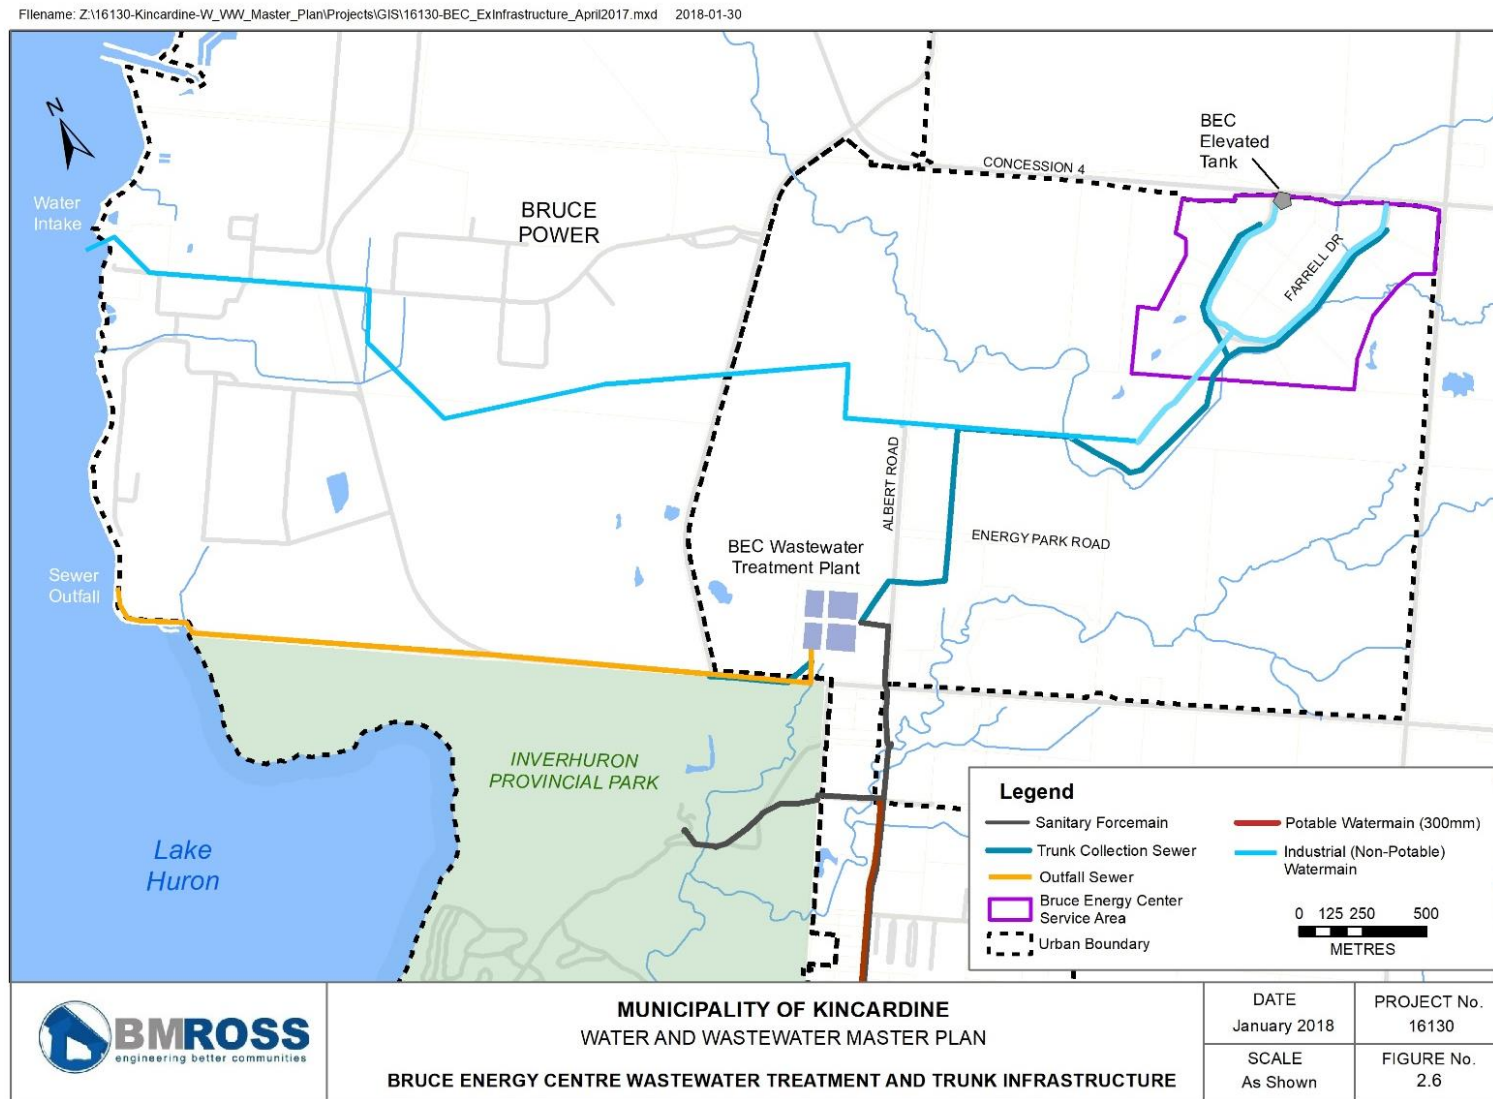 FIlename: Z:\16130-Kincardine-W_WW_Master_Plan\Projects\GIS\16130-BEC_ExInfrastructure_April2017.mxd 2018-01-30
N
Water
Intake
BRUCE
POWER
CONCESSION 4
BEC
Elevated
Tank
FARRELL DR
ALBERT ROAD
ENERGY PARK ROAD
BEC Wastewater
Treatment Plant
Sewer
Outfall
INVERHURON
PROVINCIAL PARK
Lake
Huron
Legend
Sanitary Forcemain
Trunk Collection Sewer
Outfall Sewer
Bruce Energy Center
Service Area
Urban Boundary
Potable Watermain (300mm)
Industrial (Non-Potable)
Watermain
0 125 250 500
METRES
BMROSS
engineering better communities
MUNICIPALITY OF KINCARDINE
WATER AND WASTEWATER MASTER PLAN
BRUCE ENERGY CENTRE WASTEWATER TREATMENT AND TRUNK INFRASTRUCTURE
DATE
January 2018
PROJECT No.
16130
SCALE
As Shown
FIGURE No.
2.6